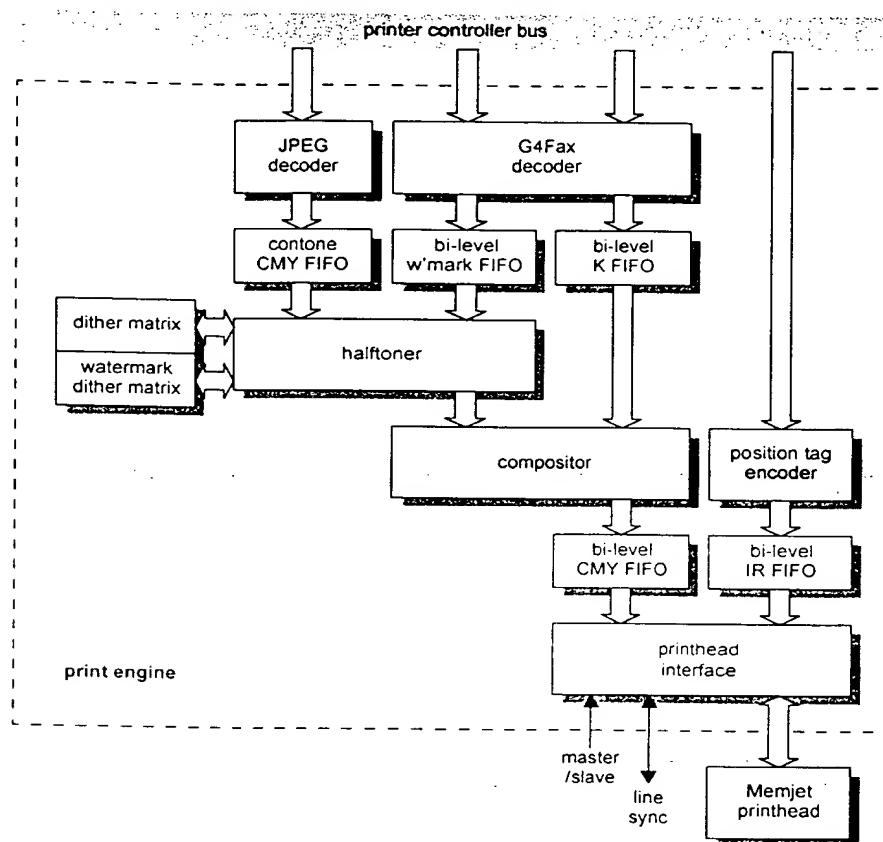 printer controller bus
JPEG
decoder
G4Fax
decoder
contone
CMY FIFO
bi-level
w'mark FIFO
bi-level
K FIFO
dither matrix
watermark
dither matrix
halftoner
compositor
position tag
encoder
bi-level
CMY FIFO
bi-level
IR FIFO
printhead
interface
print engine
master
/slave
line
sync
Memjet
printhead